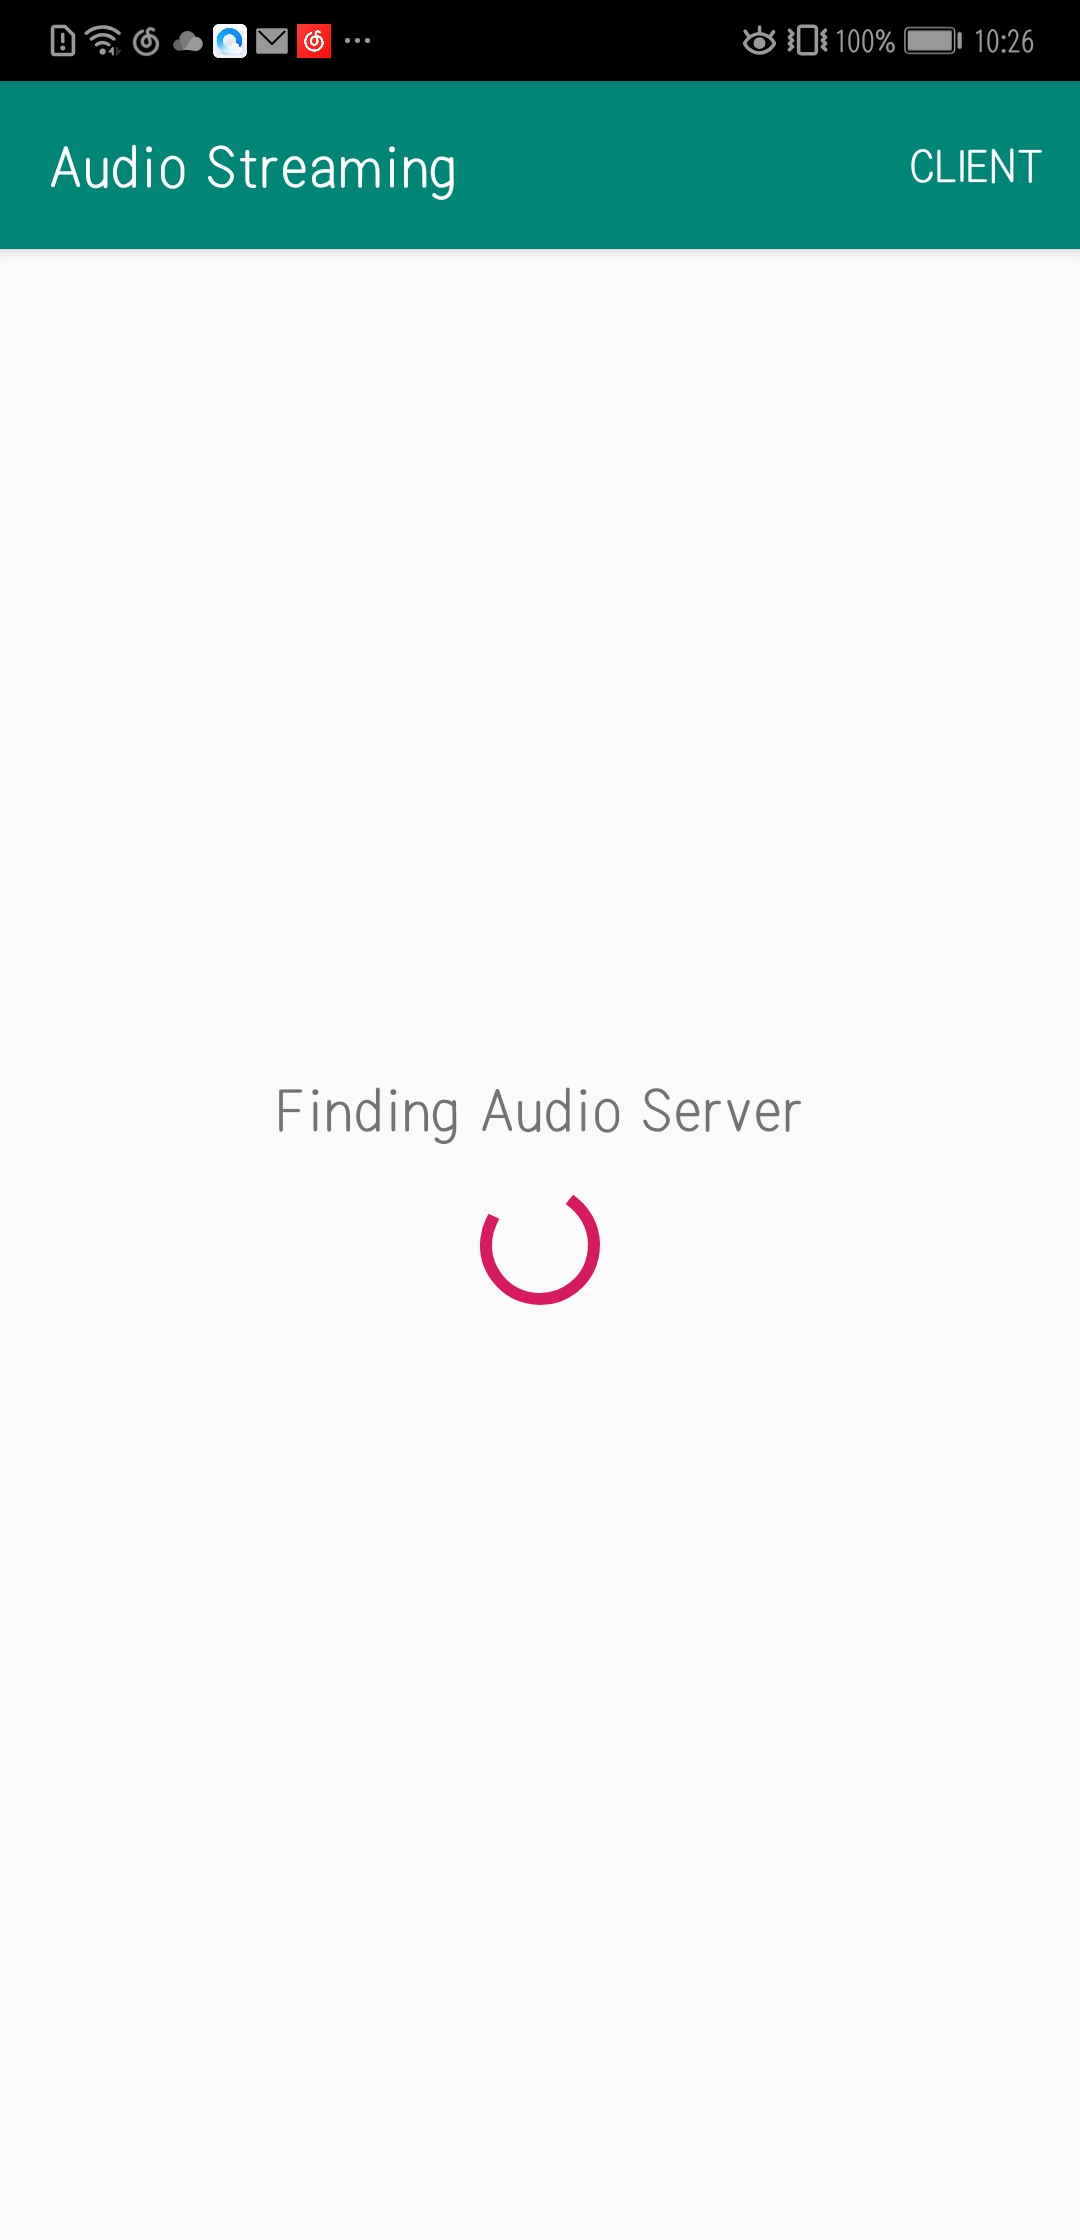 100% 10:26
Audio Streaming CLIENT
Finding Audio Server